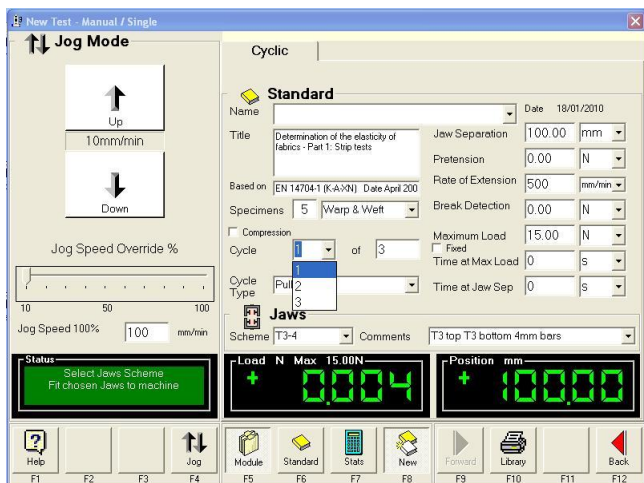 New Test - Manual / Single
Jog Mode
Up
10mm/min
Down
Jog Speed Override %
10 50 100
Jog Speed 100% 100 mm/min
Status
Select Jaws Scheme
Fit chosen Jaws to machine
Cyclic
Standard
Name
Date 18/01/2010
Title Determination of the elasticity of
fabrics - Part 1: Strip tests
Based on EN 14704-1 (K-A-XN) Date April 200
Specimens 5 Warp & Weft
Compression
Cycle 1 of 3
1
2
3
Cycle
Type Pull
Jaw Separation 100.00 mm
Pretension 0.00 N
Rate of Extension 500 mm/min
Break Detection 0.00 N
Maximum Load 15.00 N
Fixed
Time at Max Load 0 s
Time at Jaw Sep 0 s
Jaws
Scheme T3-4 Comments T3 top T3 bottom 4mm bars
Load N Max 15.00N
+ 0.004
Position mm
+ 100.00
Help Jog Module Standard Stats New Forward Library Back
F1 F2 F3 F4 F5 F6 F7 F8 F9 F10 F11 F12